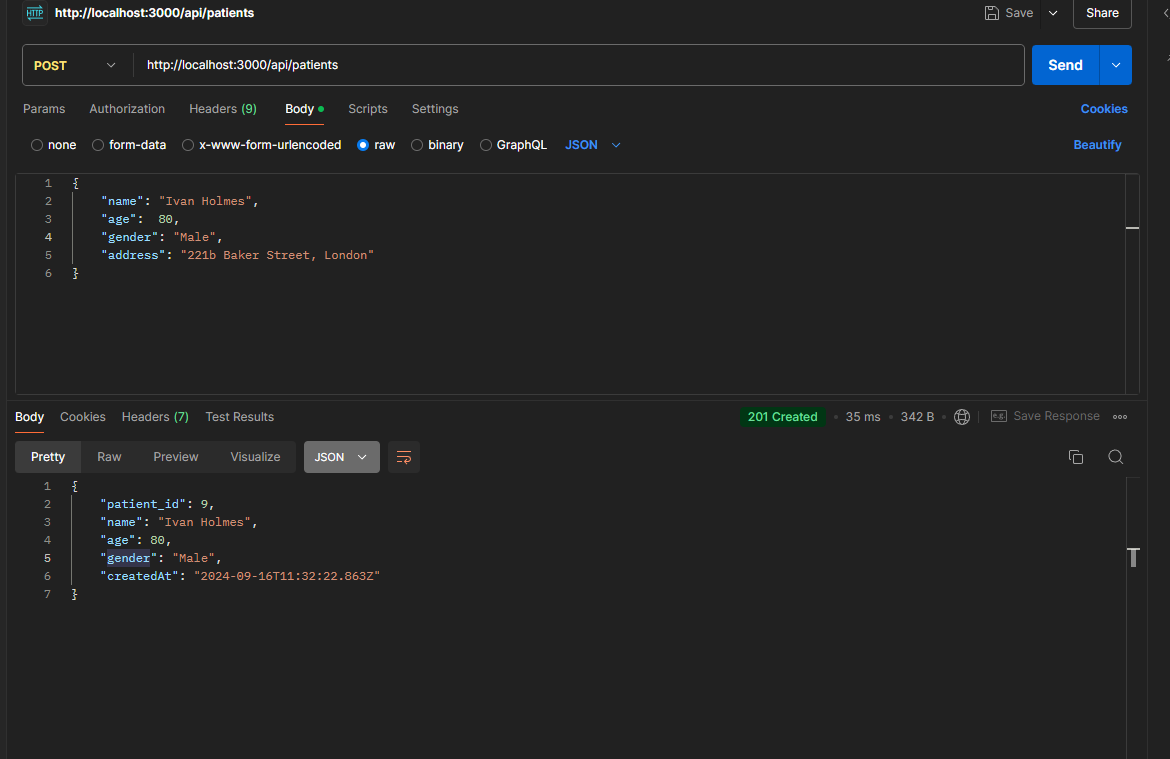 HTTP http://localhost:3000/api/patients Save Share
POST http://localhost:3000/api/patients Send
Params Authorization Headers (9) Body Scripts Settings Cookies
none form-data x-www-form-urlencoded raw binary GraphQL JSON Beautify
1 {
2 "name": "Ivan Holmes",
3 "age":  80,
4 "gender": "Male",
5 "address": "221b Baker Street, London"
6 }
Body Cookies Headers (7) Test Results 201 Created 35 ms 342 B e.g. Save Response
Pretty Raw Preview Visualize JSON
1 {
2 "patient_id": 9,
3 "name": "Ivan Holmes",
4 "age": 80,
5 "gender": "Male",
6 "createdAt": "2024-09-16T11:32:22.863Z"
7 }